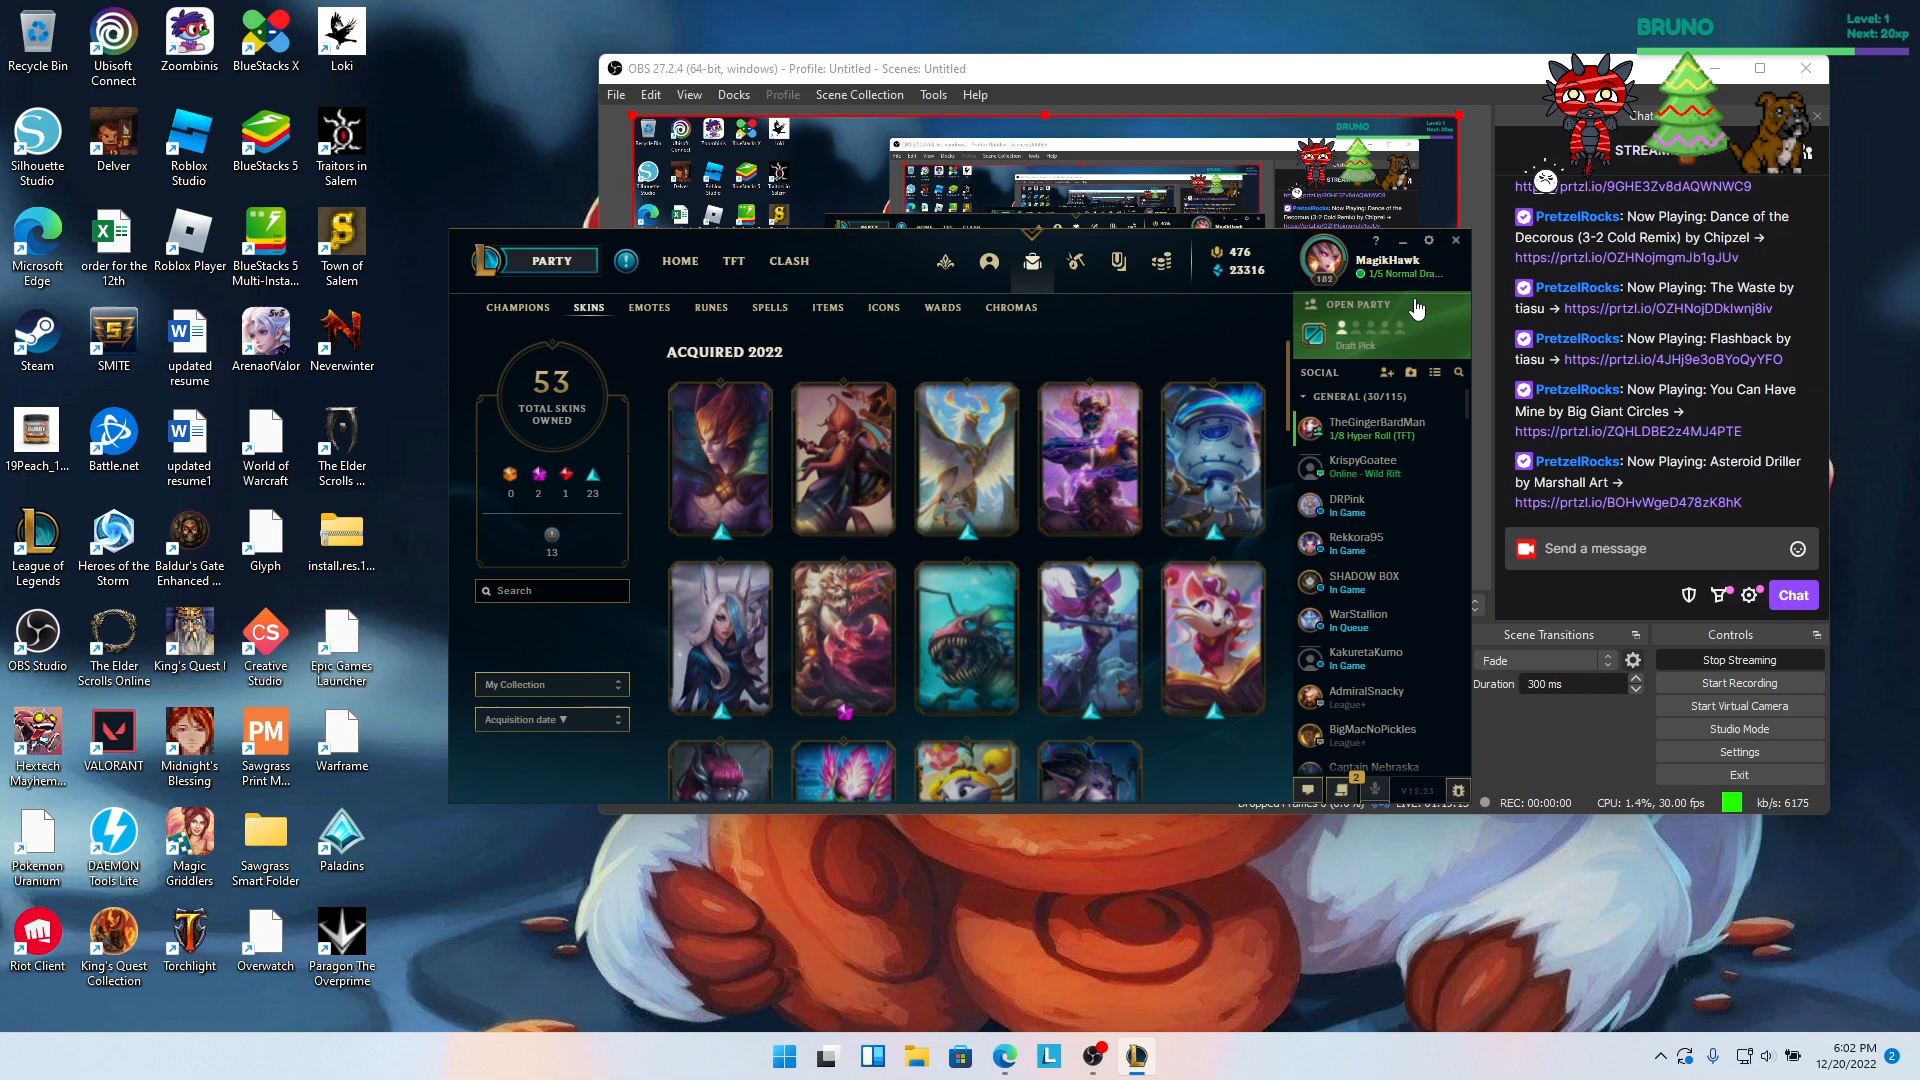 Recycle Bin
Ubisoft Connect
Zoombinis
BlueStacks X
Loki
Silhouette Studio
Delver
Roblox Studio
BlueStacks 5
Traitors in Salem
Microsoft Edge
order for the 12th
Roblox Player
BlueStacks 5 Multi-Insta...
Town of Salem
Steam
SMITE
updated resume
ArenaofValor
Neverwinter
19Peach_1...
Battle.net
updated resume1
World of Warcraft
The Elder Scrolls ...
League of Legends
Heroes of the Storm
Baldur's Gate Enhanced ...
Glyph
install.res.1...
OBS Studio
The Elder Scrolls Online
King's Quest I
Creative Studio
Epic Games Launcher
Hextech Mayhem...
VALORANT
Midnight's Blessing
Sawgrass Print M...
Warframe
Pokemon Uranium
DAEMON Tools Lite
Magic Griddlers
Sawgrass Smart Folder
Paladins
Riot Client
King's Quest Collection
Torchlight
Overwatch
Paragon The Overprime
BRUNO
Level: 1
Next: 20xp
OBS 27.2.4 (64-bit, windows) - Profile: Untitled - Scenes: Untitled
File Edit View Docks Profile Scene Collection Tools Help
Chat
PARTY
HOME TFT CLASH
476
23316
182
MagikHawk
1/5 Normal Dra...
CHAMPIONS SKINS EMOTES RUNES SPELLS ITEMS ICONS WARDS CHROMAS
53
TOTAL SKINS
OWNED
0 2 1 23
13
Search
My Collection
Acquisition date ▼
ACQUIRED 2022
OPEN PARTY
Draft Pick
SOCIAL
GENERAL (30/115)
TheGingerBardMan
1/8 Hyper Roll (TFT)
KrispyGoatee
Online - Wild Rift
DRPink
In Game
Rekkora95
In Game
SHADOW BOX
In Game
WarStallion
In Queue
KakuretaKumo
In Game
AdmiralSnacky
League+
BigMacNoPickles
League+
Captain Nebraska
2
V12.23
PretzelRocks: Now Playing: Dance of the
Decorous (3-2 Cold Remix) by Chipzel →
https://prtzl.io/OZHNojmgmJb1gJUv
PretzelRocks: Now Playing: The Waste by
tiasu → https://prtzl.io/OZHNojDDklwnj8iv
PretzelRocks: Now Playing: Flashback by
tiasu → https://prtzl.io/4JHj9e3oBYoQyYFO
PretzelRocks: Now Playing: You Can Have
Mine by Big Giant Circles →
https://prtzl.io/ZQHLDBE2z4MJ4PTE
PretzelRocks: Now Playing: Asteroid Driller
by Marshall Art →
https://prtzl.io/BOHvWgeD478zK8hK
Send a message
Chat
Scene Transitions
Fade
Duration 300 ms
Controls
Stop Streaming
Start Recording
Start Virtual Camera
Studio Mode
Settings
Exit
REC: 00:00:00
CPU: 1.4%, 30.00 fps
kb/s: 6175
6:02 PM
12/20/2022
2